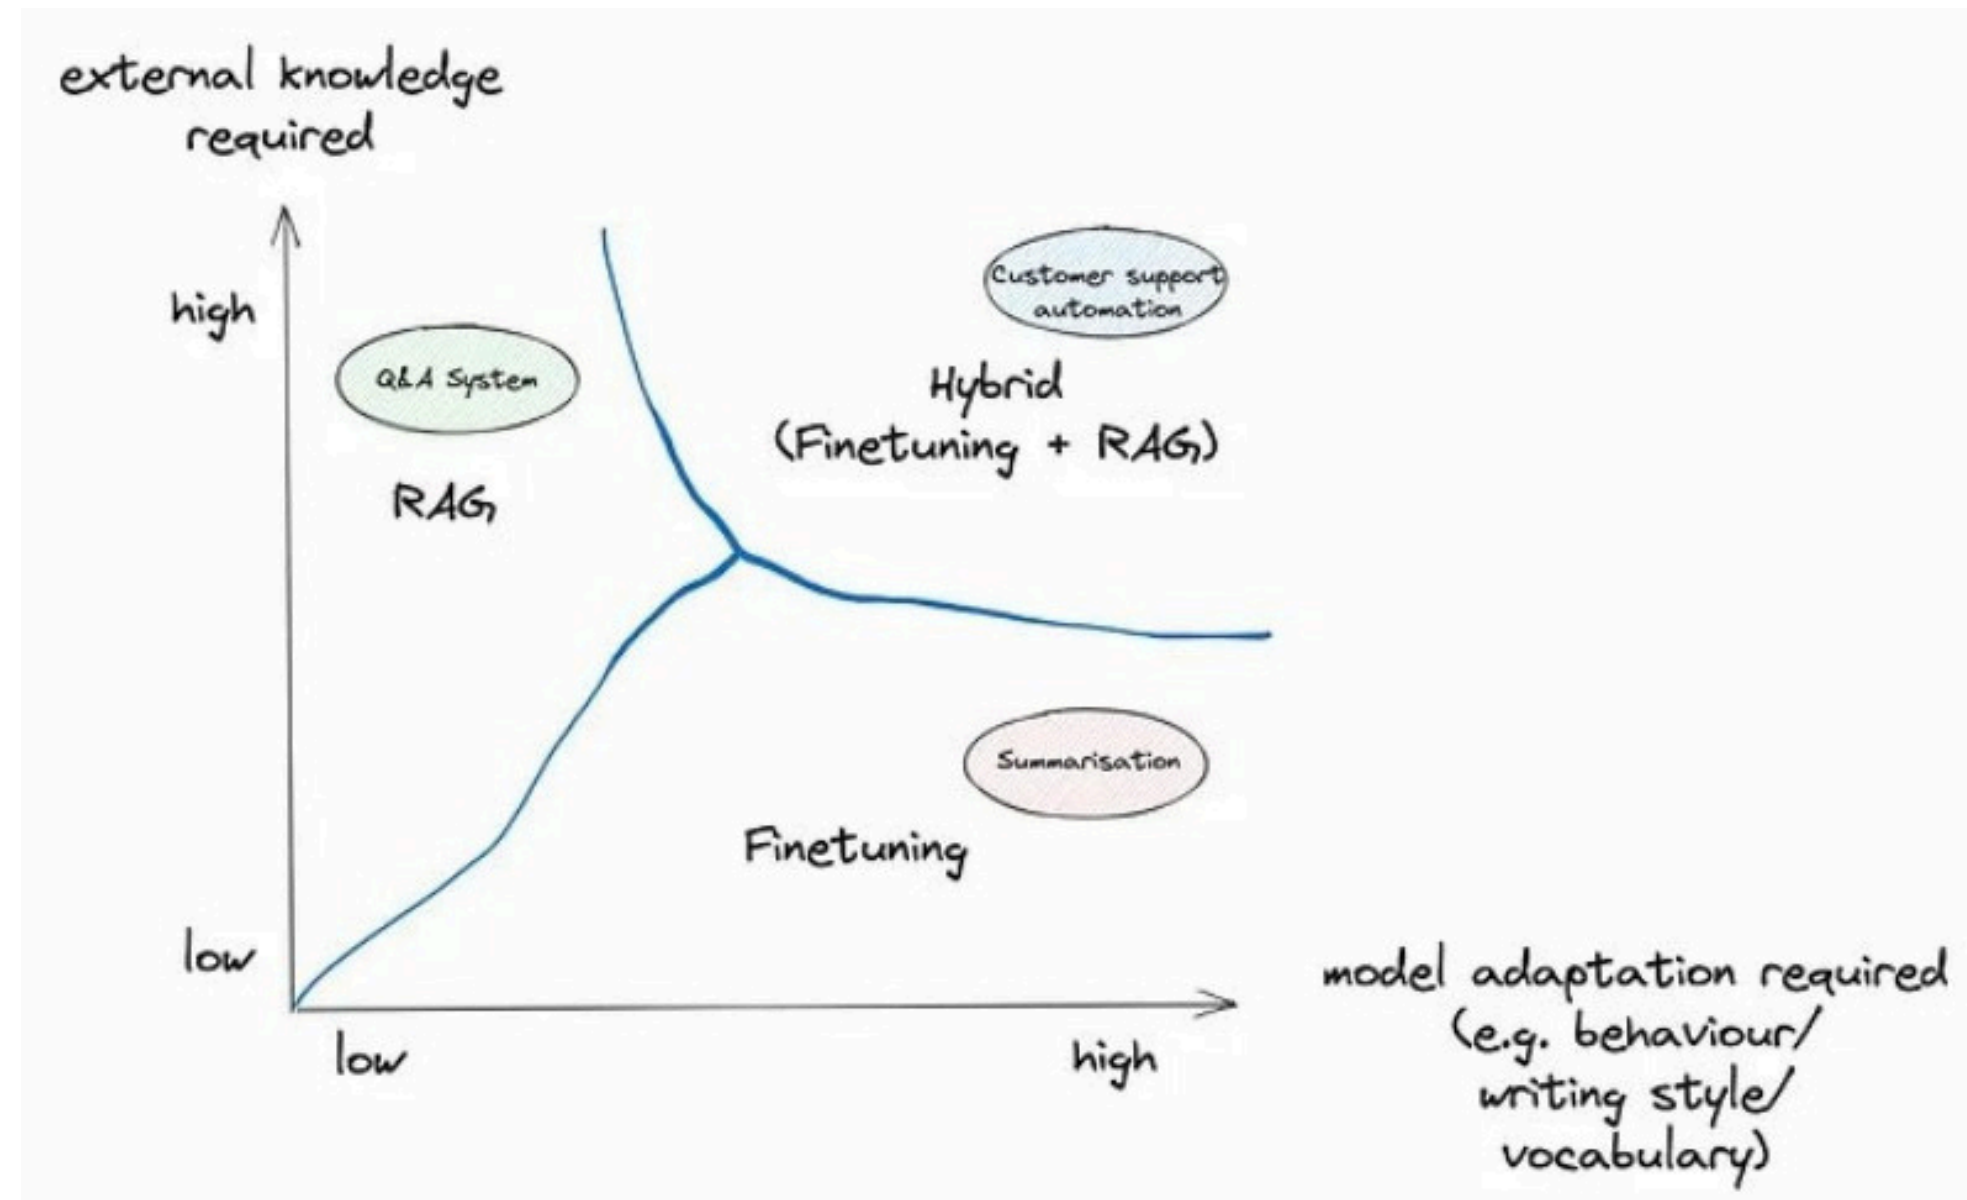 external knowledge
required
high
Customer support
automation
Q&A System
Hybrid
(Finetuning + RAG)
RAG
Summarisation
Finetuning
low
low
high
model adaptation required
(e.g. behaviour/
writing style/
vocabulary)